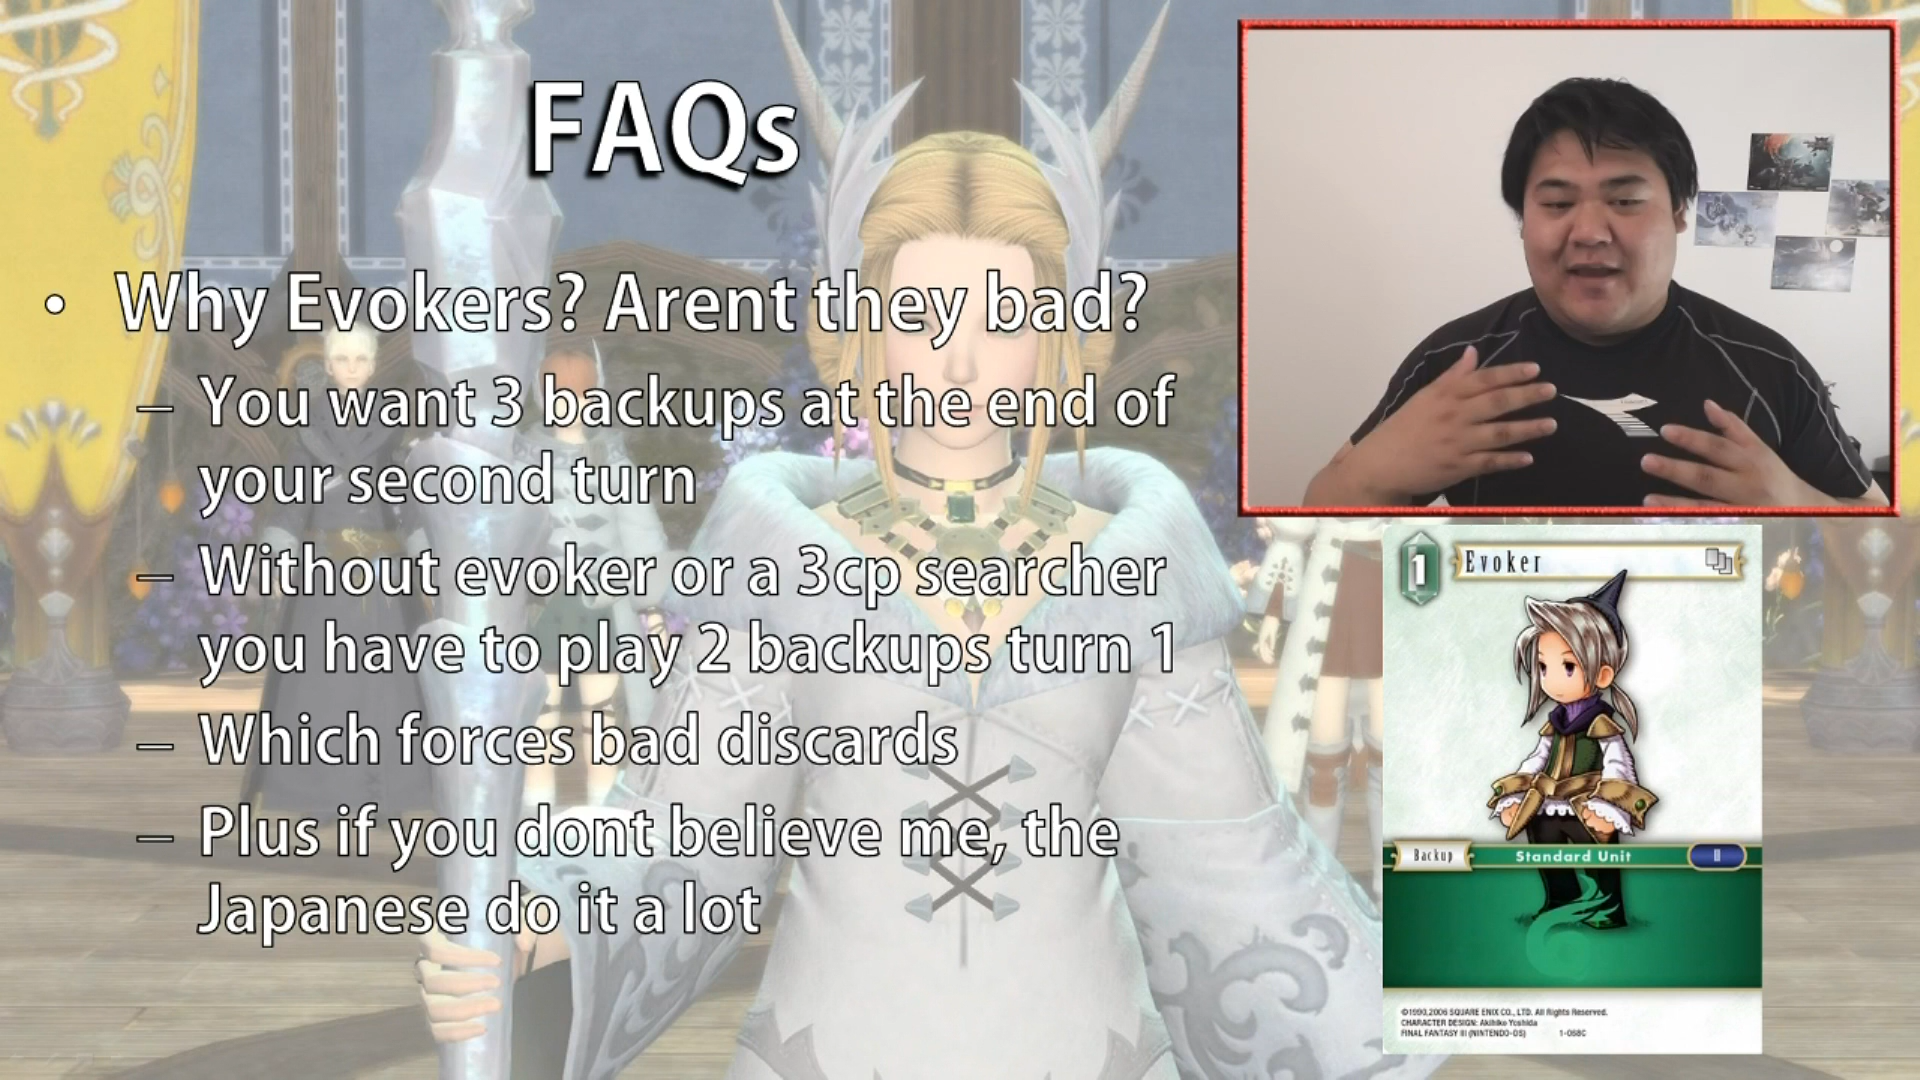 FAQs
• Why Evokers? Arent they bad?
– You want 3 backups at the end of
your second turn
– Without evoker or a 3cp searcher
you have to play 2 backups turn 1
– Which forces bad discards
– Plus if you dont believe me, the
Japanese do it a lot
1 Evoker
Backup Standard Unit II
©1990,2006 SQUARE ENIX CO., LTD. All Rights Reserved.
CHARACTER DESIGN: Akihiko Yoshida
FINAL FANTASY III (NINTENDO DS) 1-068C